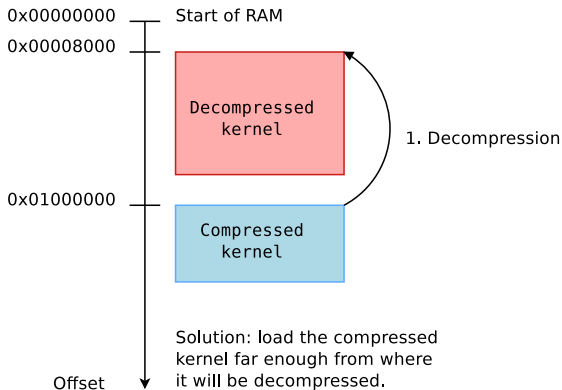 0x00000000 Start of RAM
0x00008000
Decompressed
kernel
1. Decompression
0x01000000
Compressed
kernel
Solution: load the compressed
kernel far enough from where
it will be decompressed.
Offset